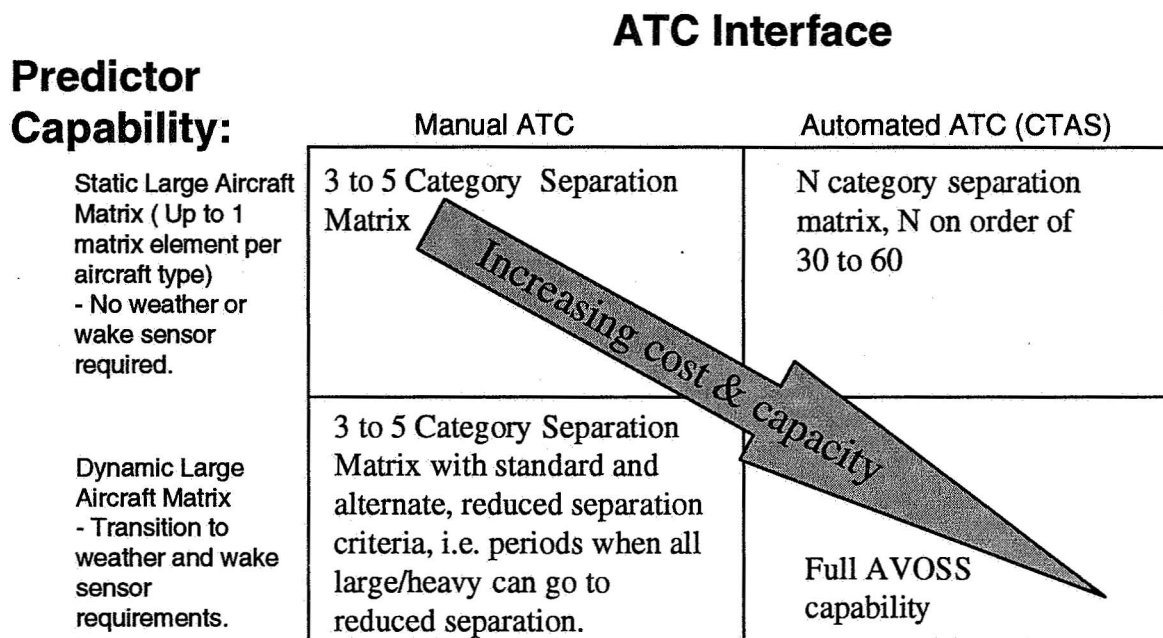 ATC Interface
Predictor
Capability:
Manual ATC
Automated ATC (CTAS)
Static Large Aircraft
Matrix ( Up to 1
matrix element per
aircraft type)
- No weather or
wake sensor
required.
3 to 5 Category Separation
Matrix
N category separation
matrix, N on order of
30 to 60
Increasing cost & capacity
Dynamic Large
Aircraft Matrix
- Transition to
weather and wake
sensor
requirements.
3 to 5 Category Separation
Matrix with standard and
alternate, reduced separation
criteria, i.e. periods when all
large/heavy can go to
reduced separation.
Full AVOSS
capability